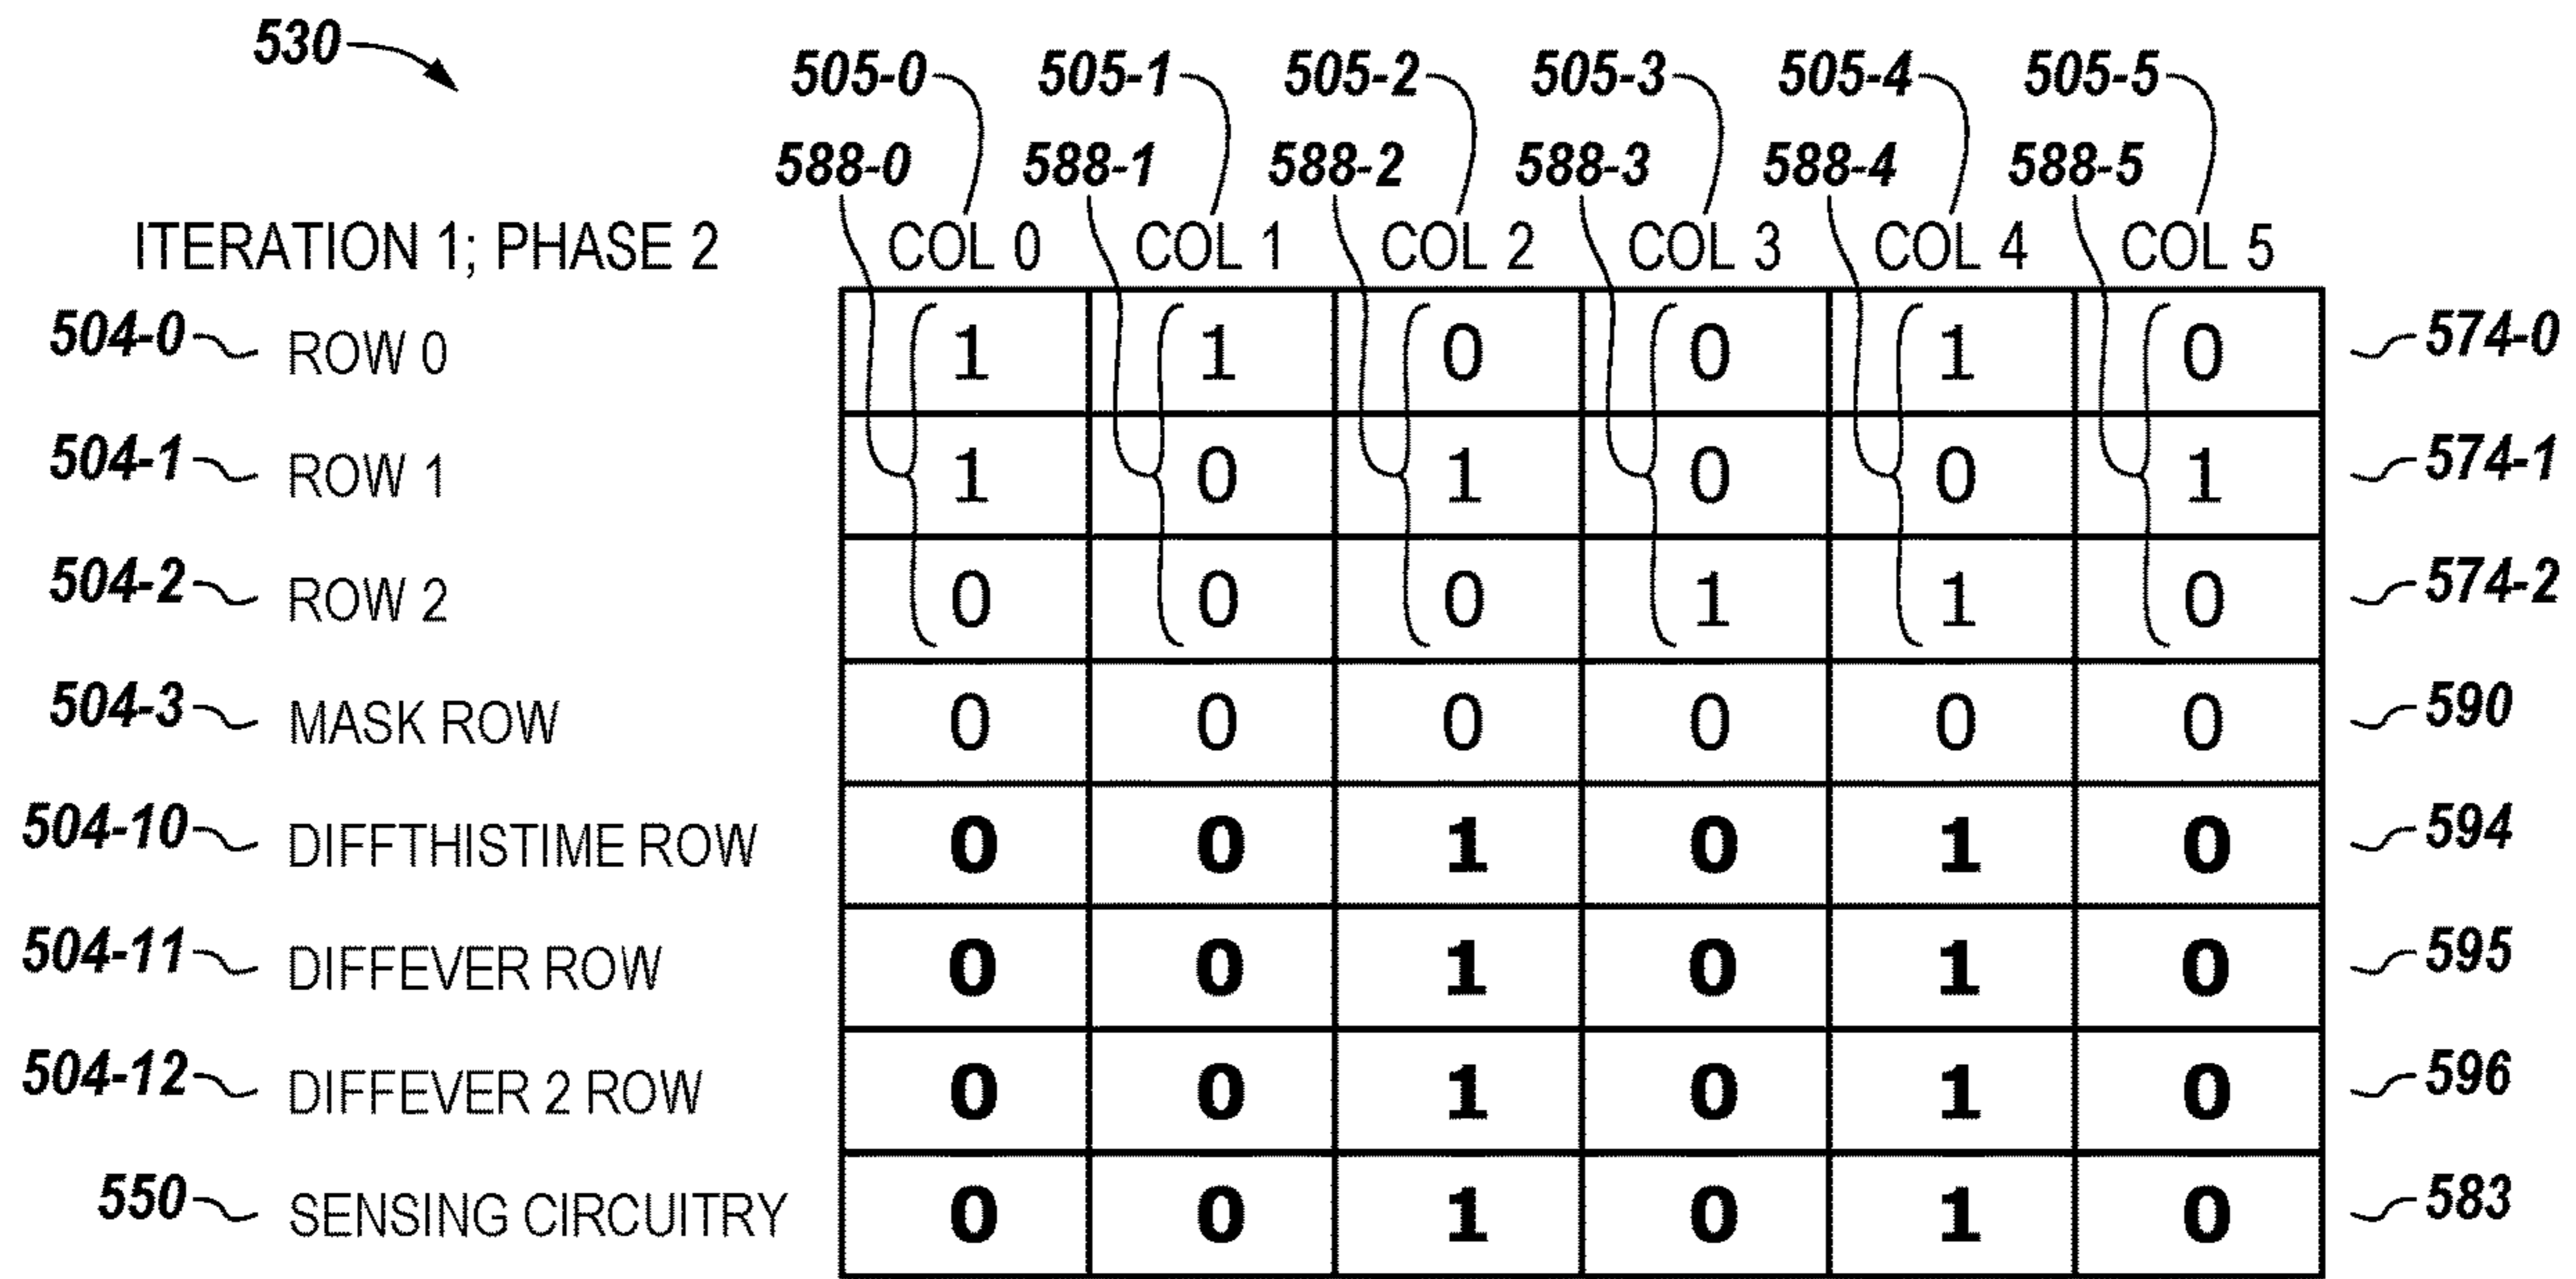 530
505-0 505-1 505-2 505-3 505-4 505-5
588-0 588-1 588-2 588-3 588-4 588-5
ITERATION 1; PHASE 2 COL 0 COL 1 COL 2 COL 3 COL 4 COL 5
504-0 ROW 0 1 1 0 0 1 0 574-0
504-1 ROW 1 1 0 1 0 0 1 574-1
504-2 ROW 2 0 0 0 1 1 0 574-2
504-3 MASK ROW 0 0 0 0 0 0 590
504-10 DIFFTHISTIME ROW 0 0 1 0 1 0 594
504-11 DIFFEVER ROW 0 0 1 0 1 0 595
504-12 DIFFEVER 2 ROW 0 0 1 0 1 0 596
550 SENSING CIRCUITRY 0 0 1 0 1 0 583